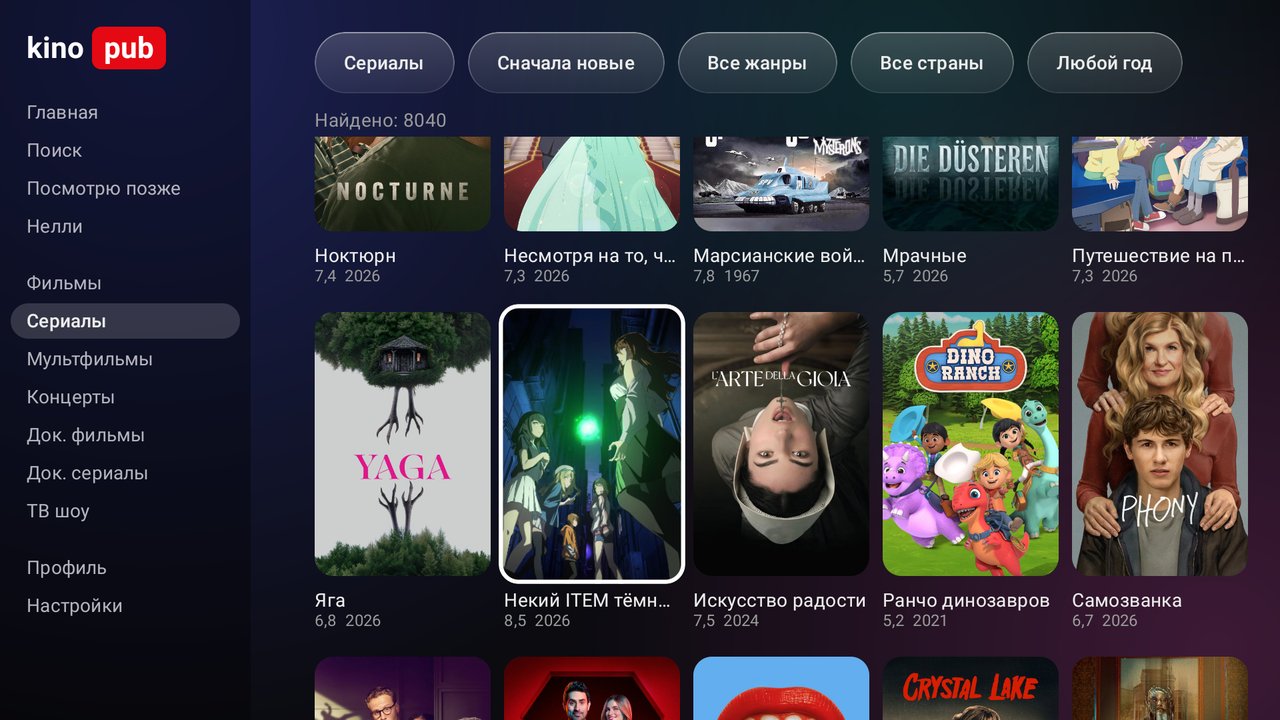 kino pub
Сериалы
Сначала новые
Все жанры
Все страны
Любой год
Найдено: 8040
Главная
Поиск
Посмотрю позже
Нелли
Фильмы
Сериалы
Мультфильмы
Концерты
Док. фильмы
Док. сериалы
ТВ шоу
Профиль
Настройки
NOCTURNE
MYSTERONS
DIE DÜSTEREN
Ноктюрн
7,4 2026
Несмотря на то, ч...
7,3 2026
Марсианские вой...
7,8 1967
Мрачные
5,7 2026
Путешествие на п...
7,3 2026
YAGA
L'ARTE DELLA GIOIA
DINO
RANCH
PHONY
Яга
6,8 2026
Некий ITEM тёмн...
8,5 2026
Искусство радости
7,5 2024
Ранчо динозавров
5,2 2021
Самозванка
6,7 2026
CRYSTAL LAKE